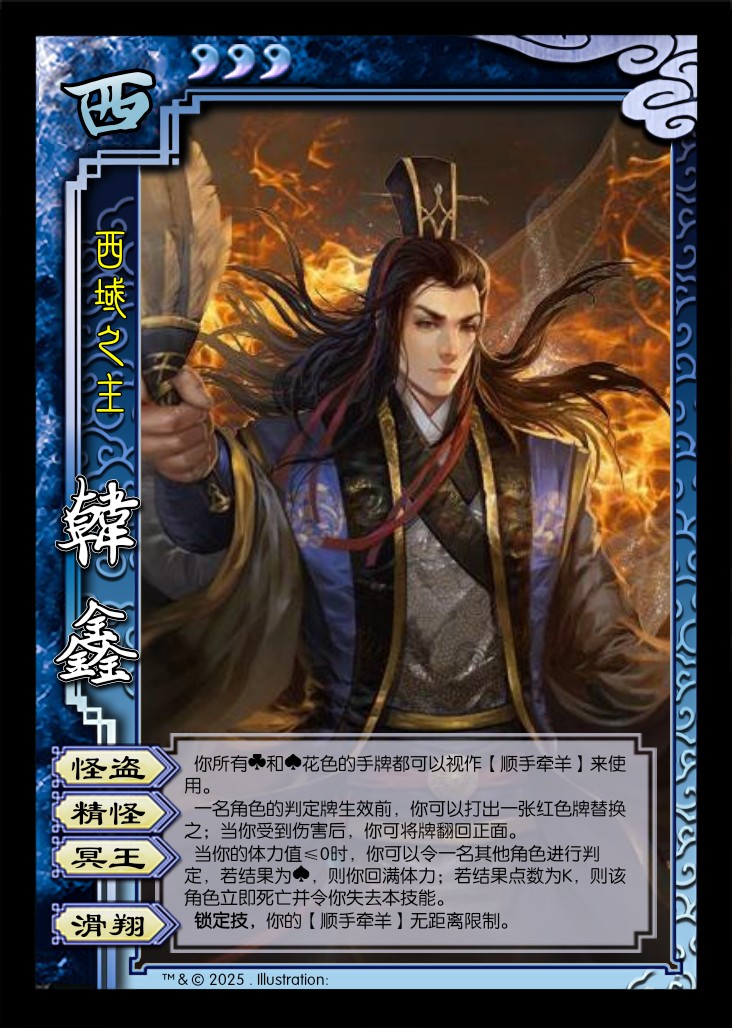 西
西域之主
韓鑫
怪盗
你所有♣和♠花色的手牌都可以视作【顺手牵羊】来使
用。
精怪
一名角色的判定牌生效前，你可以打出一张红色牌替换
之；当你受到伤害后，你可将牌翻回正面。
冥王
当你的体力值≤0时，你可以令一名其他角色进行判
定，若结果为♠，则你回满体力；若结果点数为K，则该
角色立即死亡并令你失去本技能。
滑翔
锁定技，你的【顺手牵羊】无距离限制。
™ & © 2025 . Illustration: